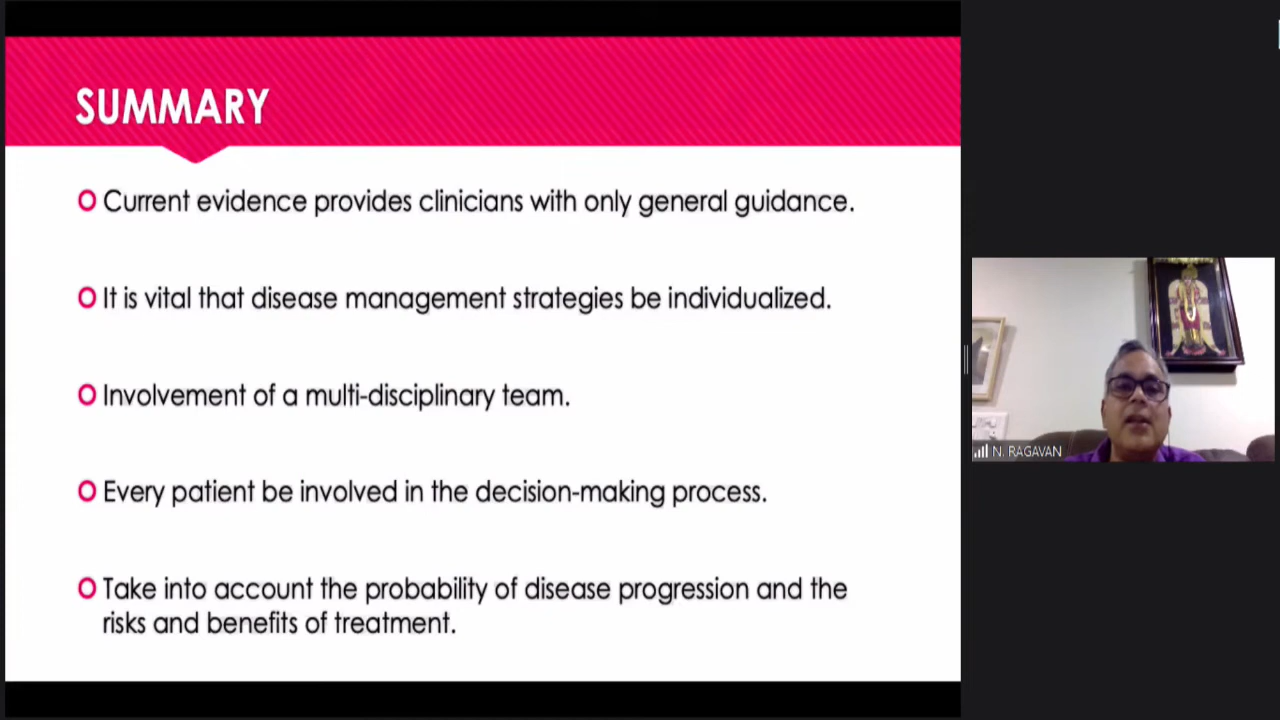 SUMMARY
O Current evidence provides clinicians with only general guidance.
O It is vital that disease management strategies be individualized.
O Involvement of a multi-disciplinary team.
O Every patient be involved in the decision-making process.
O Take into account the probability of disease progression and the
risks and benefits of treatment.
N. RAGAVAN